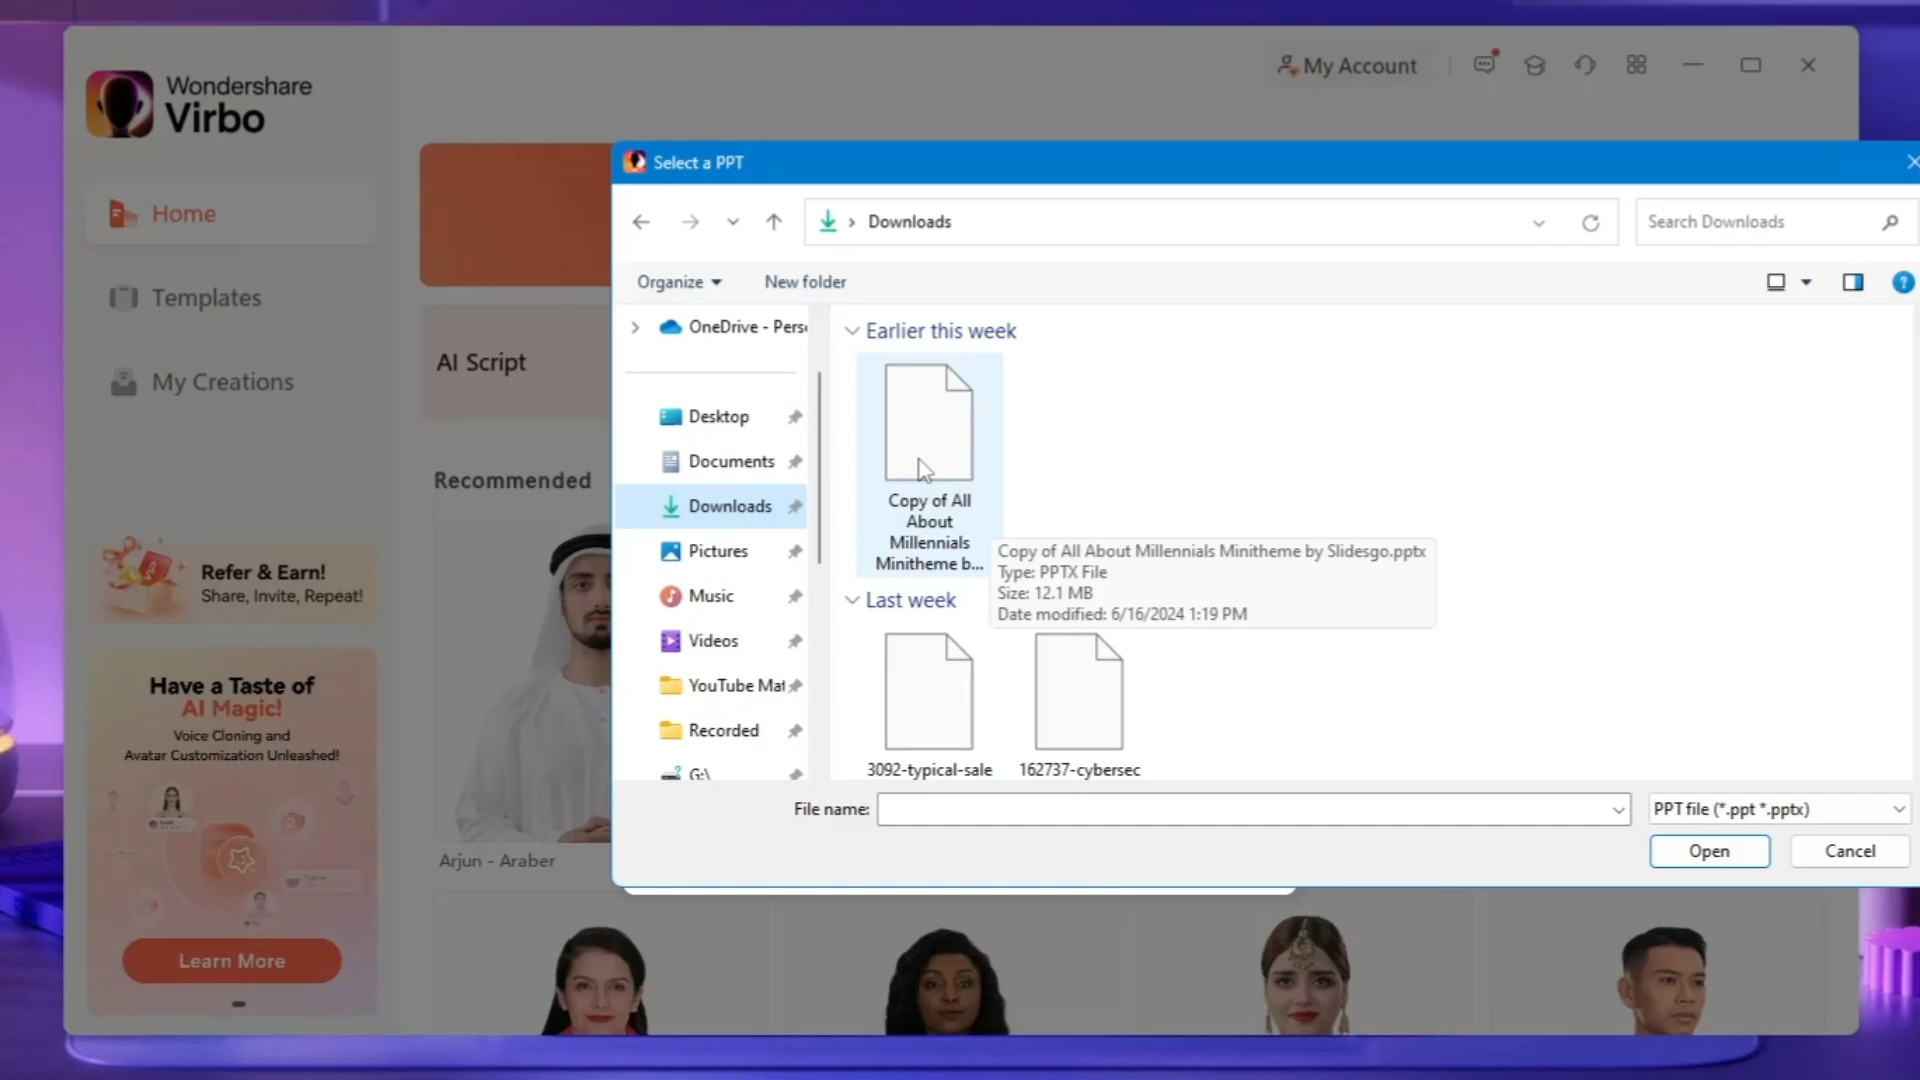 Wondershare
Virbo
My Account
Home
Templates
My Creations
Refer & Earn!
Share, Invite, Repeat!
Have a Taste of
AI Magic!
Voice Cloning and
Avatar Customization Unleashed!
Learn More
AI Script
Recommended
Arjun - Araber
Select a PPT
Downloads
Search Downloads
Organize
New folder
?
OneDrive - Pers
Desktop
Documents
Downloads
Pictures
Music
Videos
YouTube Mat
Recorded
G:\
Earlier this week
Copy of All
About
Millennials
Minitheme b...
Copy of All About Millennials Minitheme by Slidesgo.pptx
Type: PPTX File
Size: 12.1 MB
Date modified: 6/16/2024 1:19 PM
Last week
3092-typical-sale
162737-cybersec
File name:
PPT file (*.ppt *.pptx)
Open
Cancel